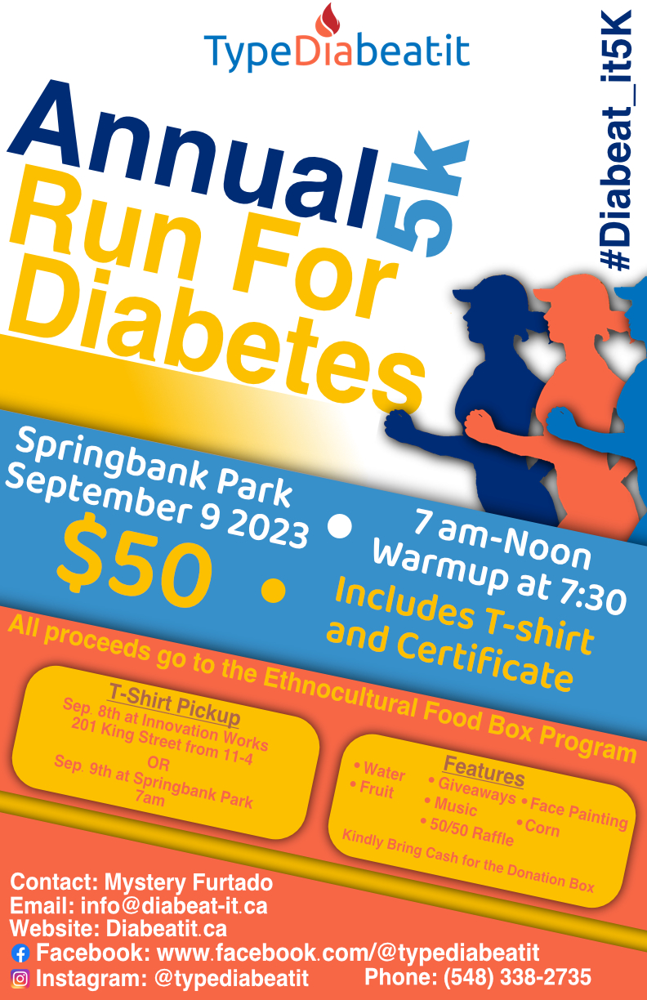 TypeDiabeat-it
#Diabeat_it5K
Annual
5k
Run For
Diabetes
Springbank Park
September 9 2023
7 am-Noon
Warmup at 7:30
$50
Includes T-shirt
and Certificate
All proceeds go to the Ethnocultural Food Box Program
T-Shirt Pickup
Sep. 8th at Innovation Works
201 King Street from 11-4
OR
Sep. 9th at Springbank Park
7am
Features
• Water
• Fruit
• Giveaways
• Music
• 50/50 Raffle
• Face Painting
• Corn
Kindly Bring Cash for the Donation Box
Contact: Mystery Furtado
Email: info@diabeat-it.ca
Website: Diabeatit.ca
Facebook: www.facebook.com/@typediabeatit
Instagram: @typediabeatit
Phone: (548) 338-2735